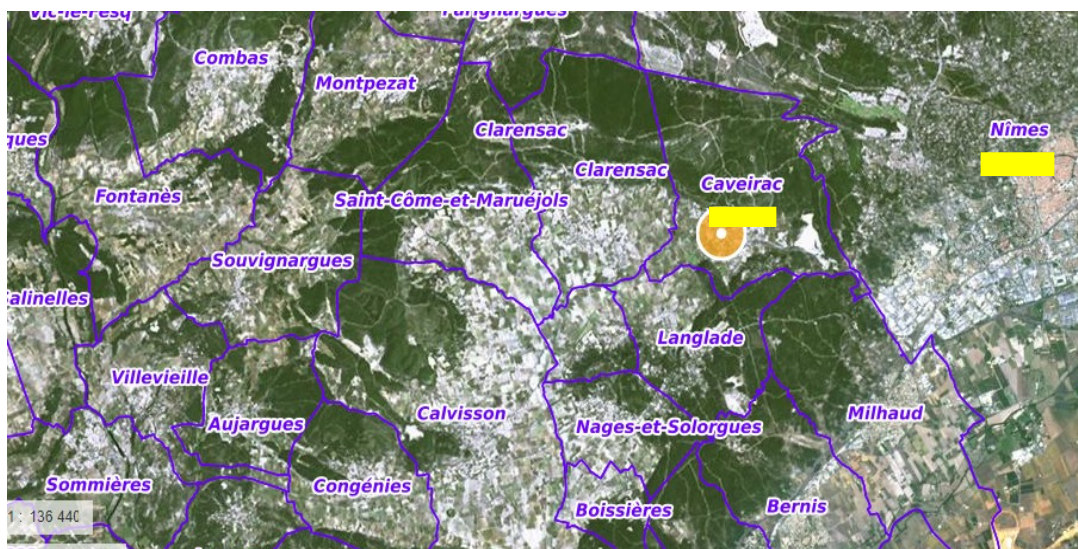 Vic-le-Fesq
Parignargues
Combas
Montpezat
Clarensac
Nîmes
Clarensac
Caveirac
Fontanès
Saint-Côme-et-Maruéjols
Souvignargues
Salinelles
Langlade
Villevieille
Calvisson
Milhaud
Aujargues
Nages-et-Solorgues
Sommières
Congénies
Boissières
Bernis
1 : 136 440